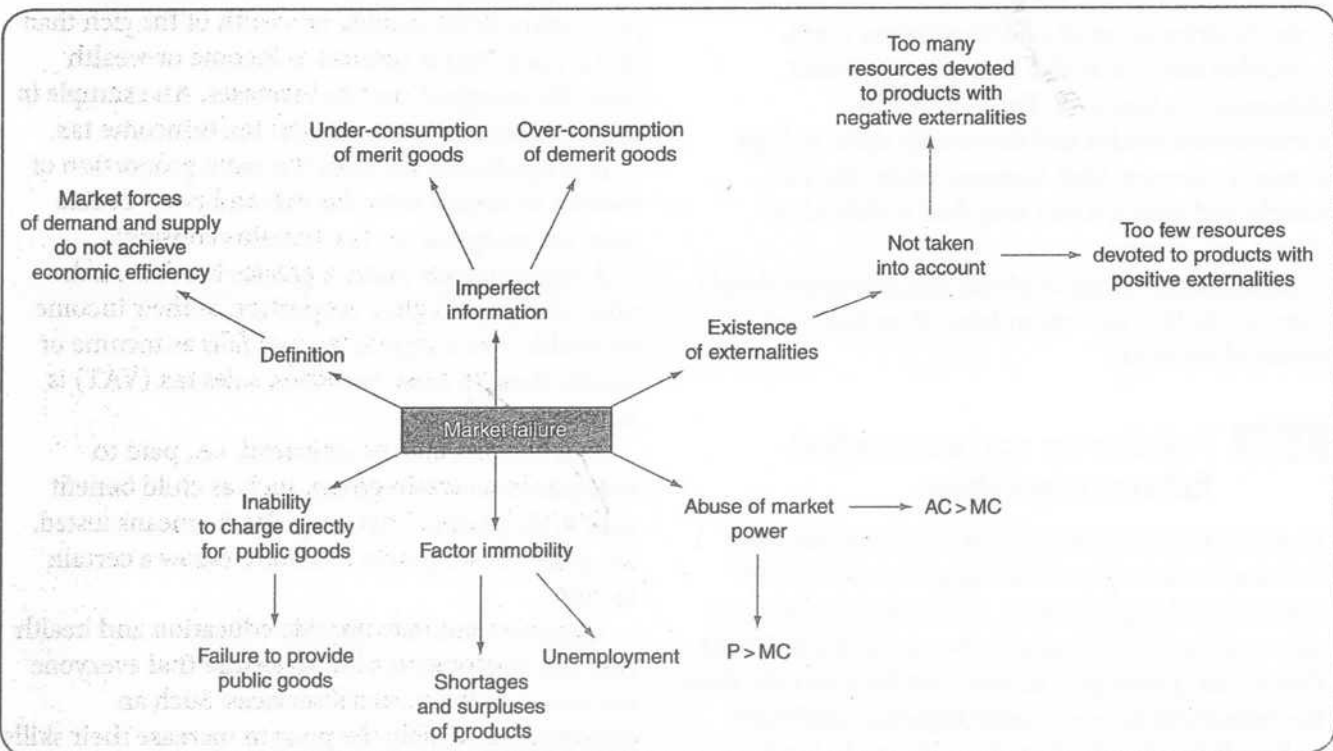 Too many
resources devoted
to products with
negative externalities
Under-consumption
of merit goods
Over-consumption
of demerit goods
Market forces
of demand and supply
do not achieve
economic efficiency
Not taken
into account
Too few resources
devoted to products with
positive externalities
Imperfect
information
Existence
of externalities
Definition
Market failure
Inability
to charge directly
for public goods
Factor immobility
Abuse of market
power
AC > MC
Failure to provide
public goods
Shortages
and surpluses
of products
Unemployment
P > MC